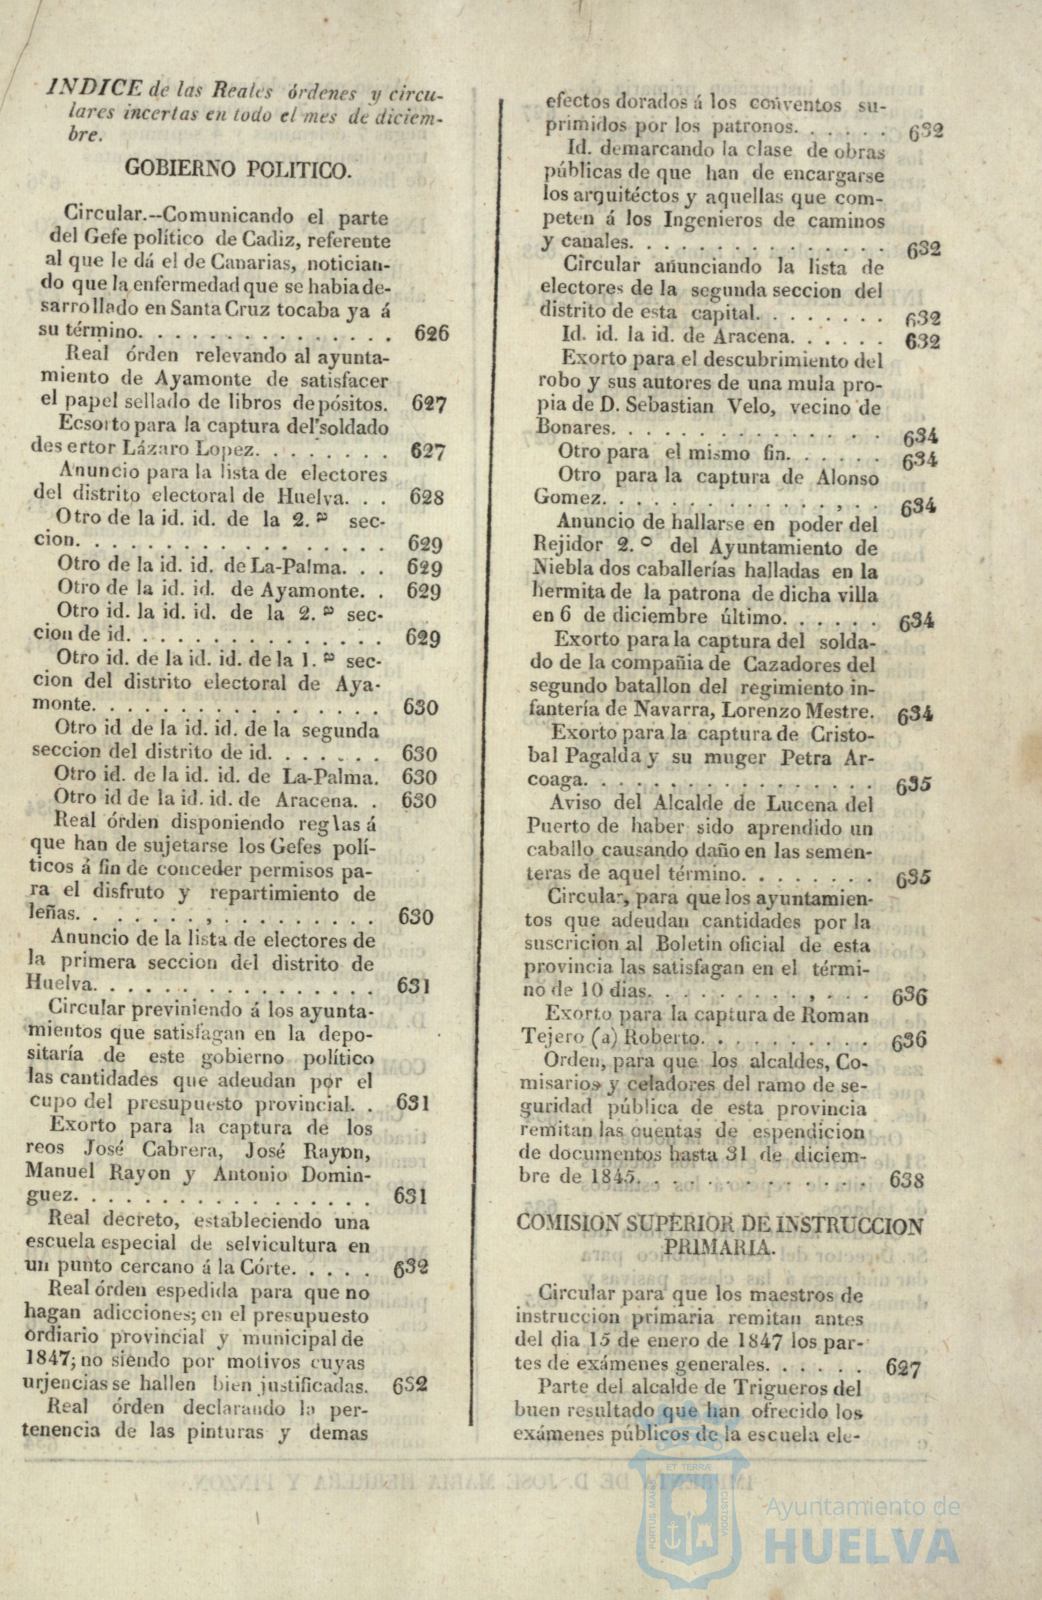 INDICE de las Reales órdenes y circu-
lares incertas en todo el mes de diciem-
bre.
GOBIERNO POLITICO.
Circular.--Comunicando el parte
del Gefe político de Cadiz, referente
al que le dá el de Canarias, notician-
do que la enfermedad que se habia de-
sarrollado en Santa Cruz tocaba ya á
su término. . . . . . . . . . . . . . 626
Real órden relevando al ayunta-
miento de Ayamonte de satisfacer
el papel sellado de libros depósitos. 627
Ecsorto para la captura del soldado
des ertor Lázaro Lopez. . . . . . . . 627
Anuncio para la lista de electores
del distrito electoral de Huelva. . . 628
Otro de la id. id. de la 2.ª sec-
cion. . . . . . . . . . . . . . . . . 629
Otro de la id. id. de La-Palma. . . 629
Otro de la id. id. de Ayamonte. . 629
Otro id. la id. id. de la 2.ª sec-
cion de id. . . . . . . . . . . . . . 629
Otro id. de la id. id. de la 1.ª sec-
cion del distrito electoral de Aya-
monte. . . . . . . . . . . . . . . . 630
Otro id de la id. id. de la segunda
seccion del distrito de id. . . . . . 630
Otro id. de la id. id. de La-Palma. 630
Otro id de la id. id. de Aracena. . 630
Real órden disponiendo reglas á
que han de sujetarse los Gefes polí-
ticos á fin de conceder permisos pa-
ra el disfruto y repartimiento de
leñas. . . . . . , . . . . . . . . . 630
Anuncio de la lista de electores de
la primera seccion del distrito de
Huelva. . . . . . . . . . . . . . . . 631
Circular previniendo á los ayunta-
mientos que satisfagan en la depo-
sitaría de este gobierno político
las cantidades que adeudan por el
cupo del presupuesto provincial. . 631
Exorto para la captura de los
reos José Cabrera, José Rayon,
Manuel Rayon y Antonio Domin-
guez. . . . . . . . . . . . . . . . . 631
Real decreto, estableciendo una
escuela especial de selvicultura en
un punto cercano á la Córte. . . . . 632
Real órden espedida para que no
hagan adicciones; en el presupuesto
ordiario provincial y municipal de
1847; no siendo por motivos cuyas
urjencias se hallen bien justificadas. 652
Real órden declarando la per-
tenencia de las pinturas y demas
efectos dorados á los conventos su-
primidos por los patronos. . . . . . 632
Id. demarcando la clase de obras
públicas de que han de encargarse
los arquitéctos y aquellas que com-
peten á los Ingenieros de caminos
y canales. . . . . . . . . . . . . . . 632
Circular anunciando la lista de
electores de la segunda seccion del
distrito de esta capital. . . . . . . . 632
Id. id. la id. de Aracena. . . . . . 632
Exorto para el descubrimiento del
robo y sus autores de una mula pro-
pia de D. Sebastian Velo, vecino de
Bonares. . . . . . . . . . . . . . . . 634
Otro para el mismo fin. . . . . . 634
Otro para la captura de Alonso
Gomez. . . . . . . . . . . . , . . 634
Anuncio de hallarse en poder del
Rejidor 2.º del Ayuntamiento de
Niebla dos caballerías halladas en la
hermita de la patrona de dicha villa
en 6 de diciembre último. . . . . . 634
Exorto para la captura del solda-
do de la compañia de Cazadores del
segundo batallon del regimiento in-
fantería de Navarra, Lorenzo Mestre. 634
Exorto para la captura de Cristo-
bal Pagalda y su muger Petra Ar-
coaga. . . . . . . . . . . . . . . . . 635
Aviso del Alcalde de Lucena del
Puerto de haber sido aprendido un
caballo causando daño en las semen-
teras de aquel término. . . . . . . . 635
Circular, para que los ayuntamien-
tos que adeudan cantidades por la
suscricion al Boletin oficial de esta
provincia las satisfagan en el térmi-
no de 10 dias. . . . . . . . . , . . . 636
Exorto para la captura de Roman
Tejero (a) Roberto. . . . . . . . . . 636
Orden, para que los alcaldes, Co-
misarios y celadores del ramo de se-
guridad pública de esta provincia
remitan las cuentas de espendicion
de documentos hasta 31 de diciem-
bre de 1845. . . . . . . . . . . . . 638
COMISION SUPERIOR DE INSTRUCCION
PRIMARIA.
Circular para que los maestros de
instruccion primaria remitan antes
del dia 15 de enero de 1847 los par-
tes de exámenes generales. . . . . . 627
Parte del alcalde de Trigueros del
buen resultado que han ofrecido los
exámenes públicos de la escuela ele-
ET TERRÆ
PORTUS MARIS
CUSTODIA
Ayuntamiento de
HUELVA